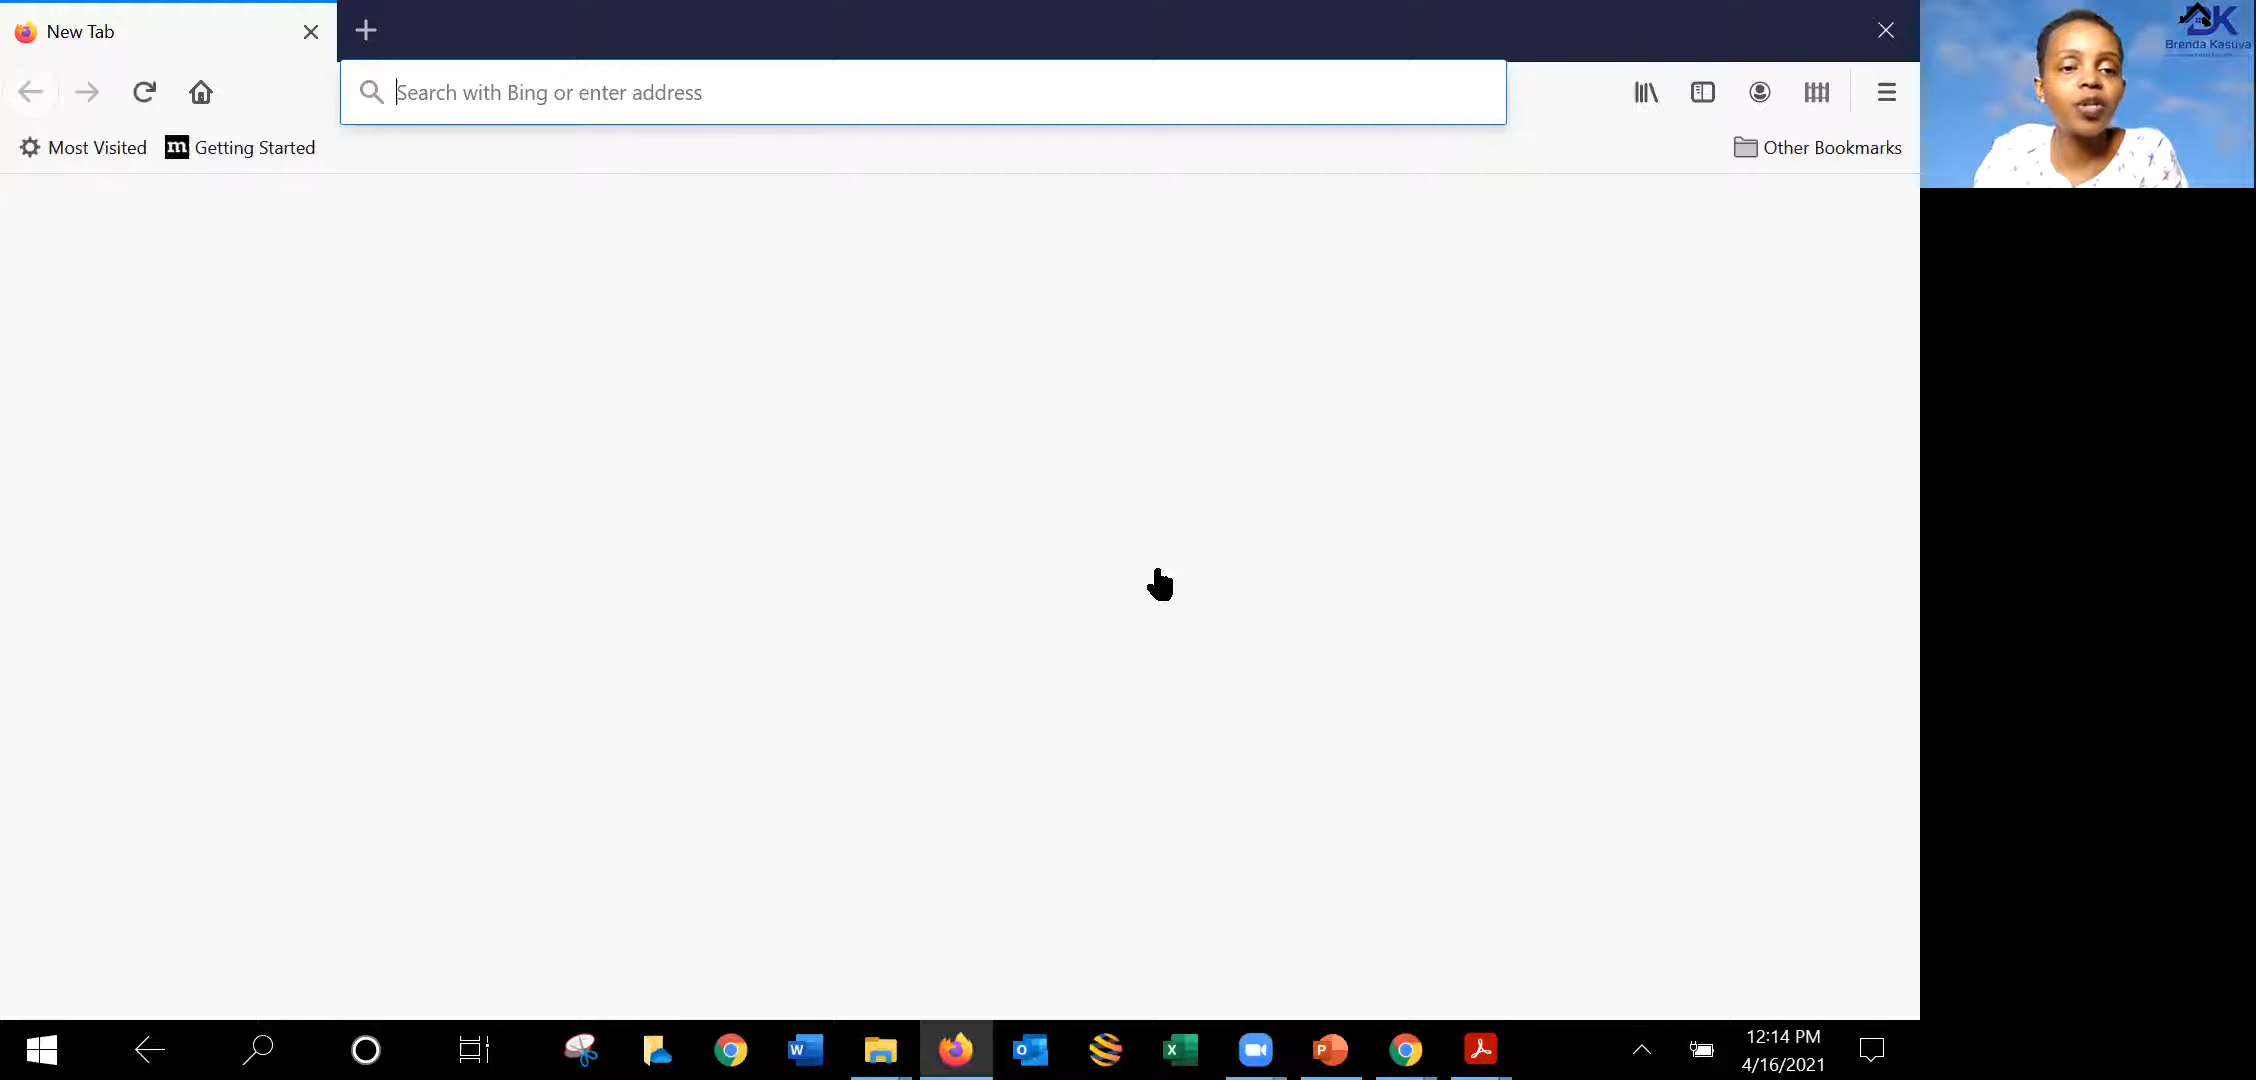 New Tab
Search with Bing or enter address
Most Visited
m Getting Started
Other Bookmarks
DK
Brenda Kasuva
W
O
X
P
12:14 PM
4/16/2021